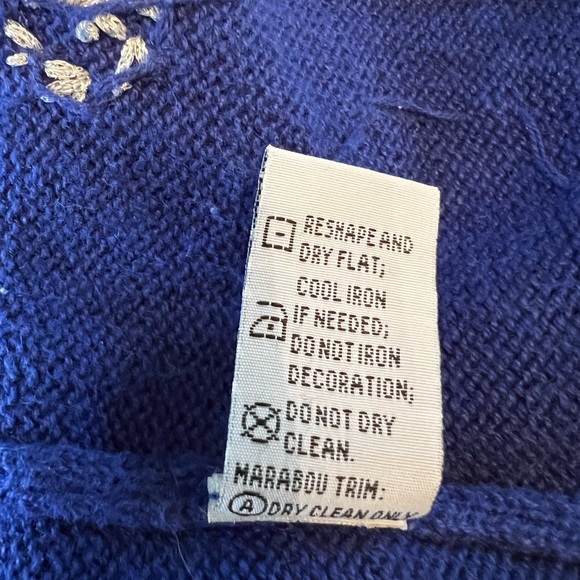 RESHAPE AND
DRY FLAT;
COOL IRON
IF NEEDED;
DO NOT IRON
DECORATION;
DO NOT DRY
CLEAN.
MARABOU TRIM:
A DRY CLEAN ONLY